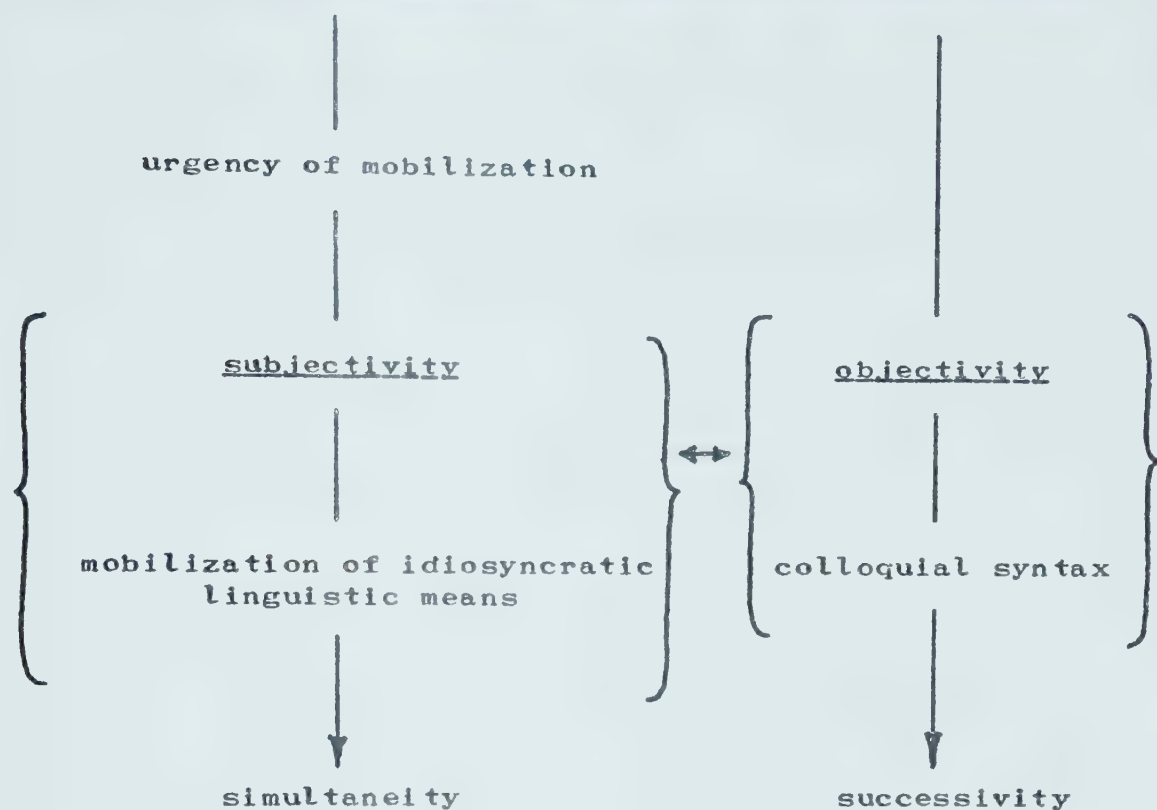 urgency of mobilization
subjectivity
objectivity
mobilization of idiosyncratic
linguistic means
colloquial syntax
simultaneity
successivity